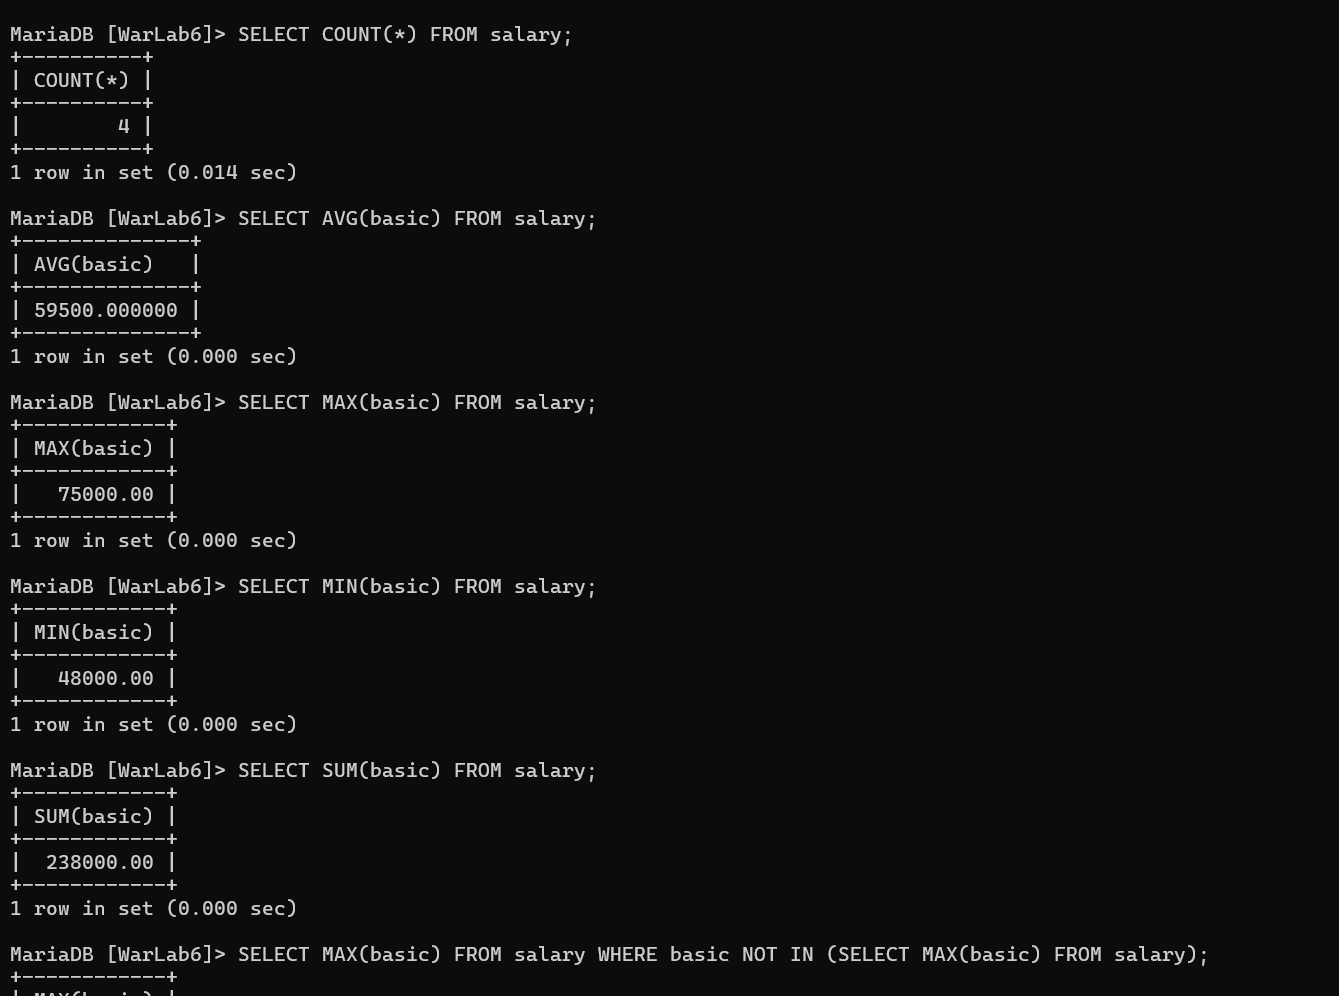 MariaDB [WarLab6]> SELECT COUNT(*) FROM salary;
+----------+
| COUNT(*) |
+----------+
|        4 |
+----------+
1 row in set (0.014 sec)

MariaDB [WarLab6]> SELECT AVG(basic) FROM salary;
+--------------+
| AVG(basic)   |
+--------------+
| 59500.000000 |
+--------------+
1 row in set (0.000 sec)

MariaDB [WarLab6]> SELECT MAX(basic) FROM salary;
+------------+
| MAX(basic) |
+------------+
|   75000.00 |
+------------+
1 row in set (0.000 sec)

MariaDB [WarLab6]> SELECT MIN(basic) FROM salary;
+------------+
| MIN(basic) |
+------------+
|   48000.00 |
+------------+
1 row in set (0.000 sec)

MariaDB [WarLab6]> SELECT SUM(basic) FROM salary;
+------------+
| SUM(basic) |
+------------+
|  238000.00 |
+------------+
1 row in set (0.000 sec)

MariaDB [WarLab6]> SELECT MAX(basic) FROM salary WHERE basic NOT IN (SELECT MAX(basic) FROM salary);
+------------+
| MAX(basic) |